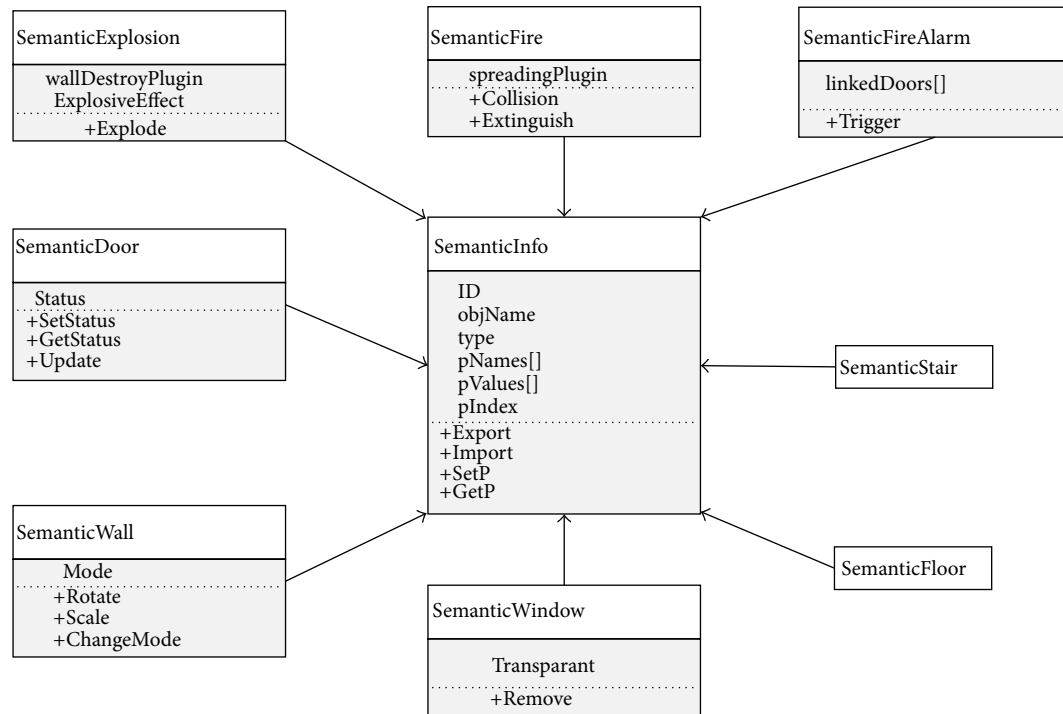 SemanticExplosion
wallDestroyPlugin
ExplosiveEffect
+Explode
SemanticFire
spreadingPlugin
+Collision
+Extinguish
SemanticFireAlarm
linkedDoors[]
+Trigger
SemanticDoor
Status
+SetStatus
+GetStatus
+Update
SemanticInfo
ID
objName
type
pNames[]
pValues[]
pIndex
+Export
+Import
+SetP
+GetP
SemanticStair
SemanticWall
Mode
+Rotate
+Scale
+ChangeMode
SemanticWindow
Transparant
+Remove
SemanticFloor